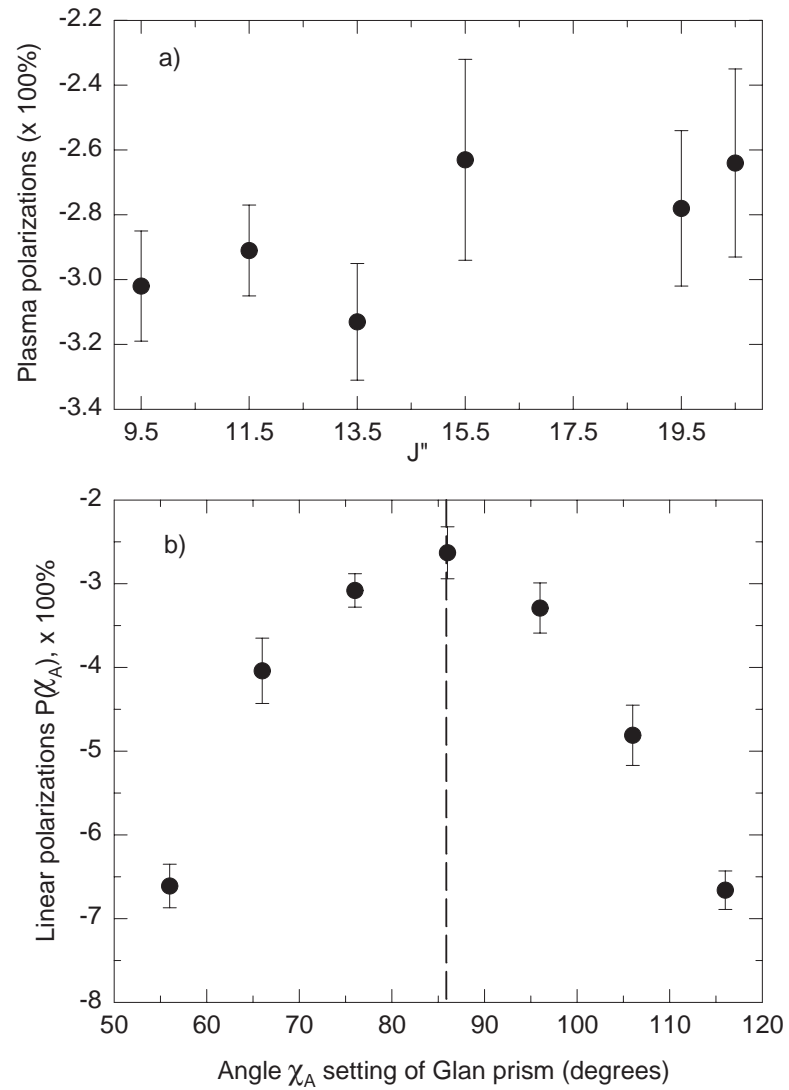 a)
Plasma polarizations (x 100%)
-2.2
-2.4
-2.6
-2.8
-3.0
-3.2
-3.4
9.5 11.5 13.5 15.5 17.5 19.5
J"
b)
Linear polarizations P(χA), x 100%
-2
-3
-4
-5
-6
-7
-8
50 60 70 80 90 100 110 120
Angle χA setting of Glan prism (degrees)